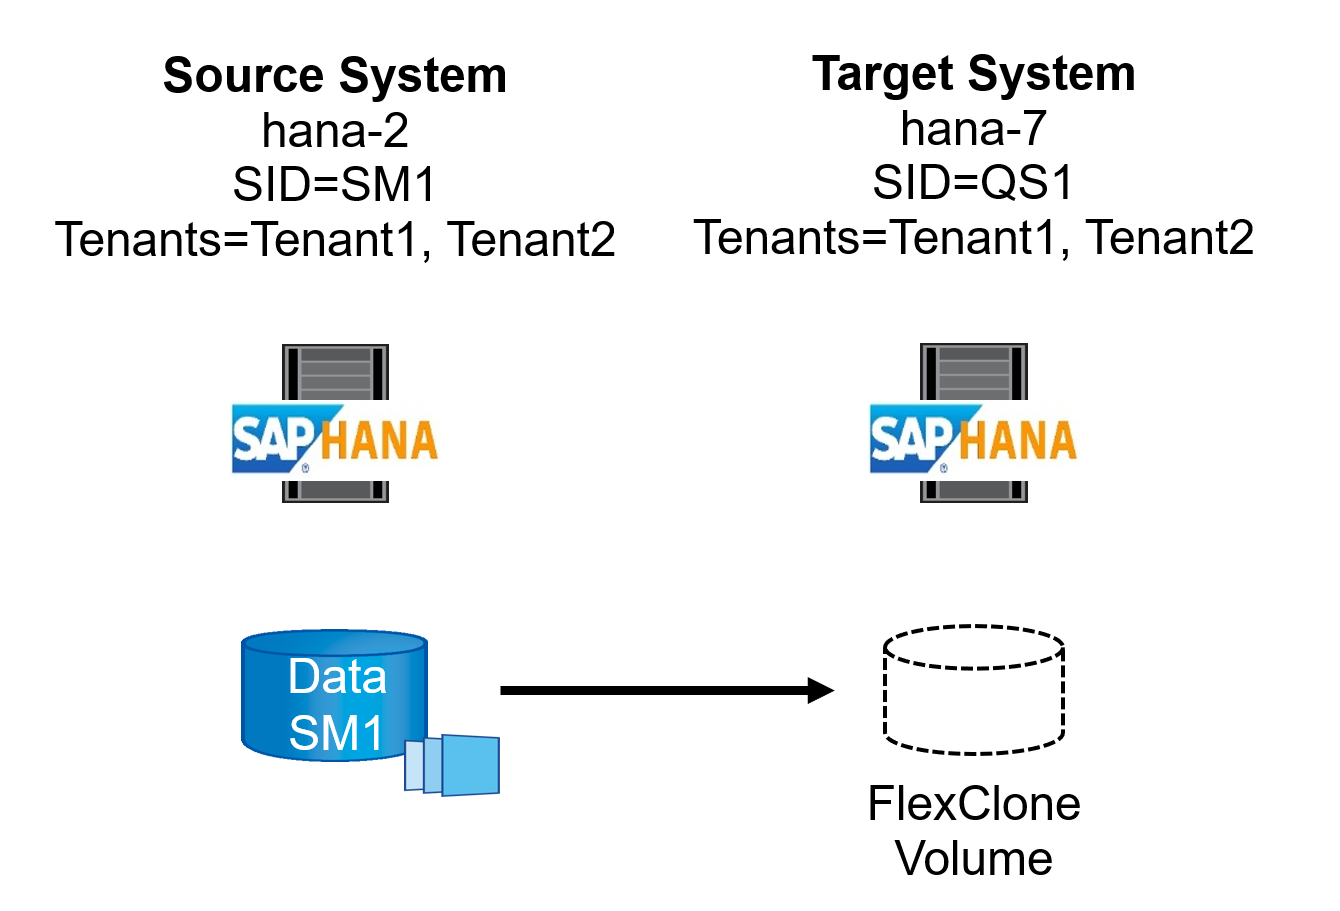 Source System
hana-2
SID=SM1
Tenants=Tenant1, Tenant2
Target System
hana-7
SID=QS1
Tenants=Tenant1, Tenant2
SAP HANA
®
SAP HANA
®
Data
SM1
FlexClone
Volume